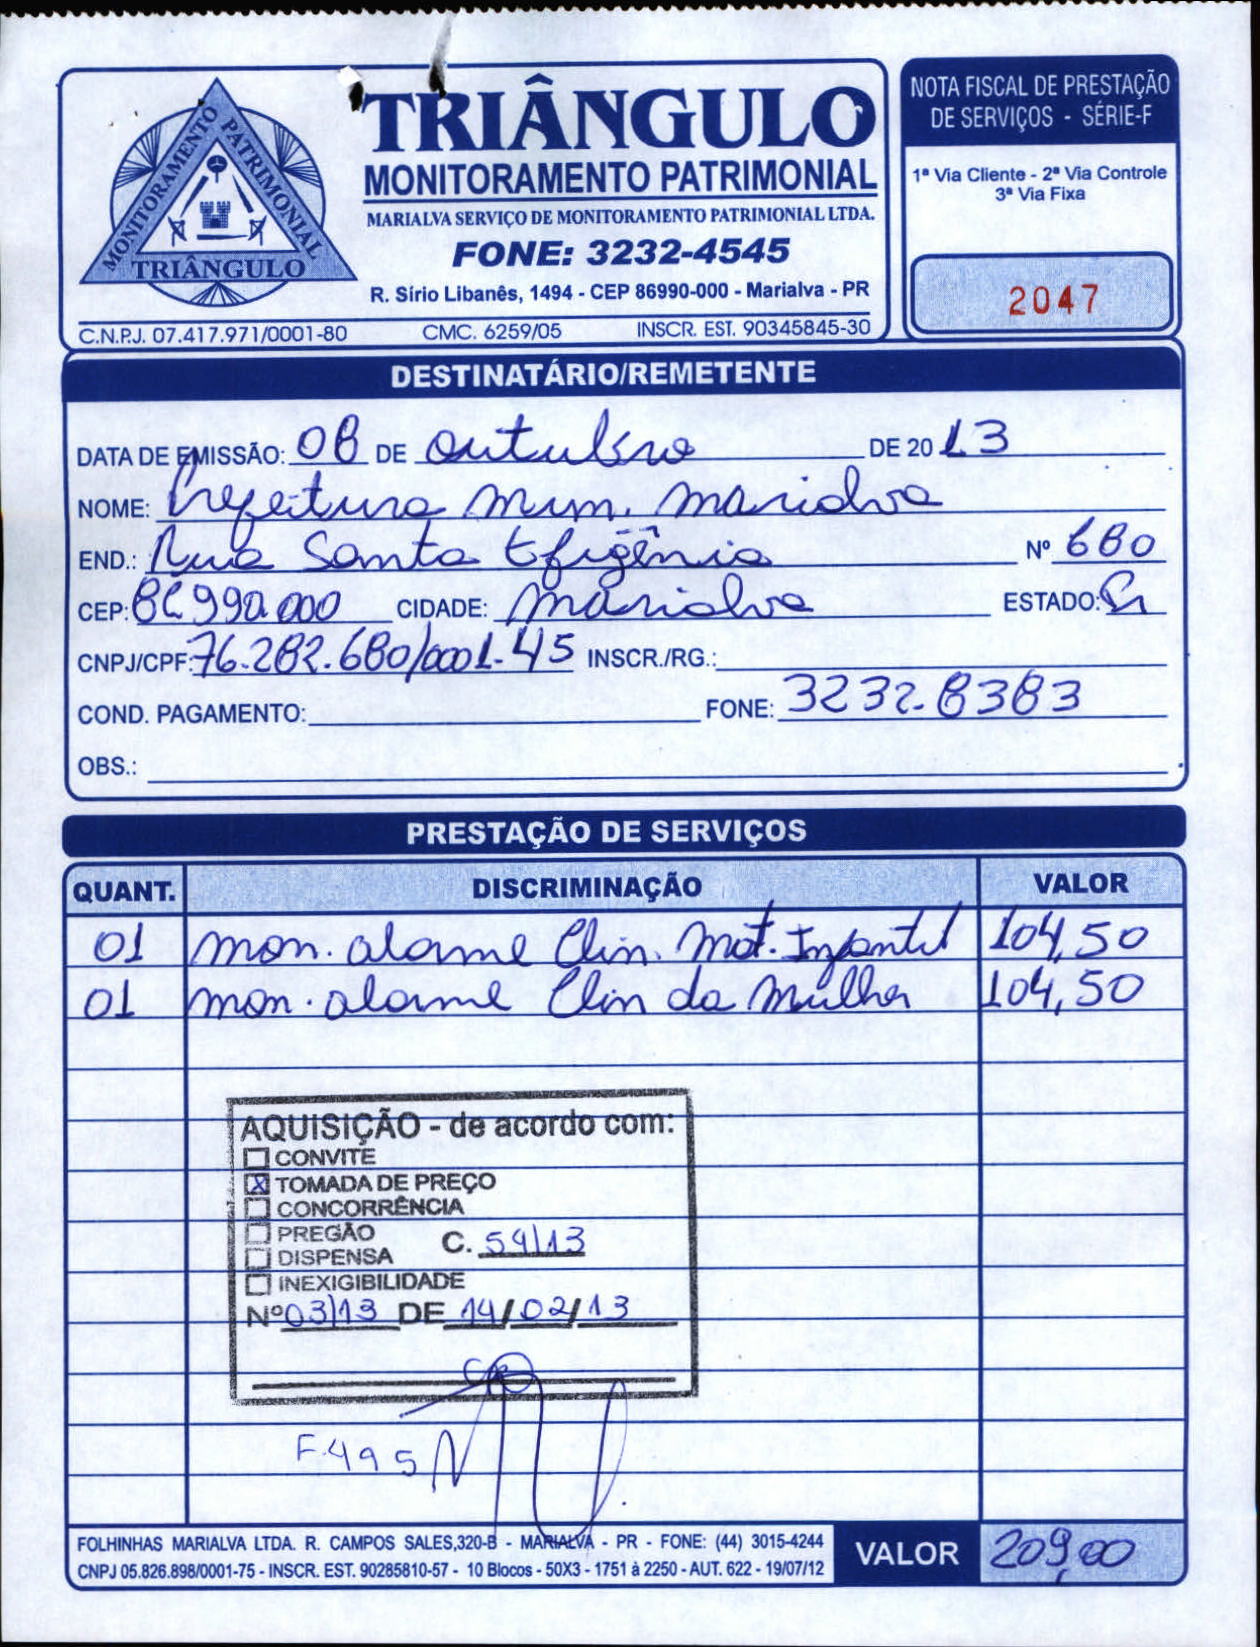 TRIÂNGULO
MONITORAMENTO PATRIMONIAL
MARIALVA SERVIÇO DE MONITORAMENTO PATRIMONIAL LTDA.
FONE: 3232-4545
R. Sírio Libanês, 1494 - CEP 86990-000 - Marialva - PR
MONITORAMENTO PATRIMONIAL
TRIÂNGULO
C.N.P.J. 07.417.971/0001-80 CMC. 6259/05 INSCR. EST. 90345845-30
NOTA FISCAL DE PRESTAÇÃO
DE SERVIÇOS - SÉRIE-F
1ª Via Cliente - 2ª Via Controle
3ª Via Fixa
2047
DESTINATÁRIO/REMETENTE
DATA DE EMISSÃO: 08 DE outubro DE 2013
NOME: Prefeitura Mun. Marialva
END.: Rua Santa Efigênia Nº 680
CEP: 86990.000 CIDADE: Marialva ESTADO: Pr
CNPJ/CPF: 76.282.680/0001-45 INSCR./RG.:
COND. PAGAMENTO: FONE: 3232-8383
OBS.:
PRESTAÇÃO DE SERVIÇOS
QUANT. DISCRIMINAÇÃO VALOR
01 mon. alarme Clin. Mat. Infantil 104,50
01 mon. alarme Clin da Mulher 104,50
AQUISIÇÃO - de acordo com:
CONVITE
TOMADA DE PREÇO
CONCORRÊNCIA
PREGÃO C. 59/13
DISPENSA
INEXIGIBILIDADE
Nº 03/13 DE 14/02/13
F.495
FOLHINHAS MARIALVA LTDA. R. CAMPOS SALES,320-B - MARIALVA - PR - FONE: (44) 3015-4244
CNPJ 05.826.898/0001-75 - INSCR. EST. 90285810-57 - 10 Blocos - 50X3 - 1751 à 2250 - AUT. 622 - 19/07/12
VALOR 209,00